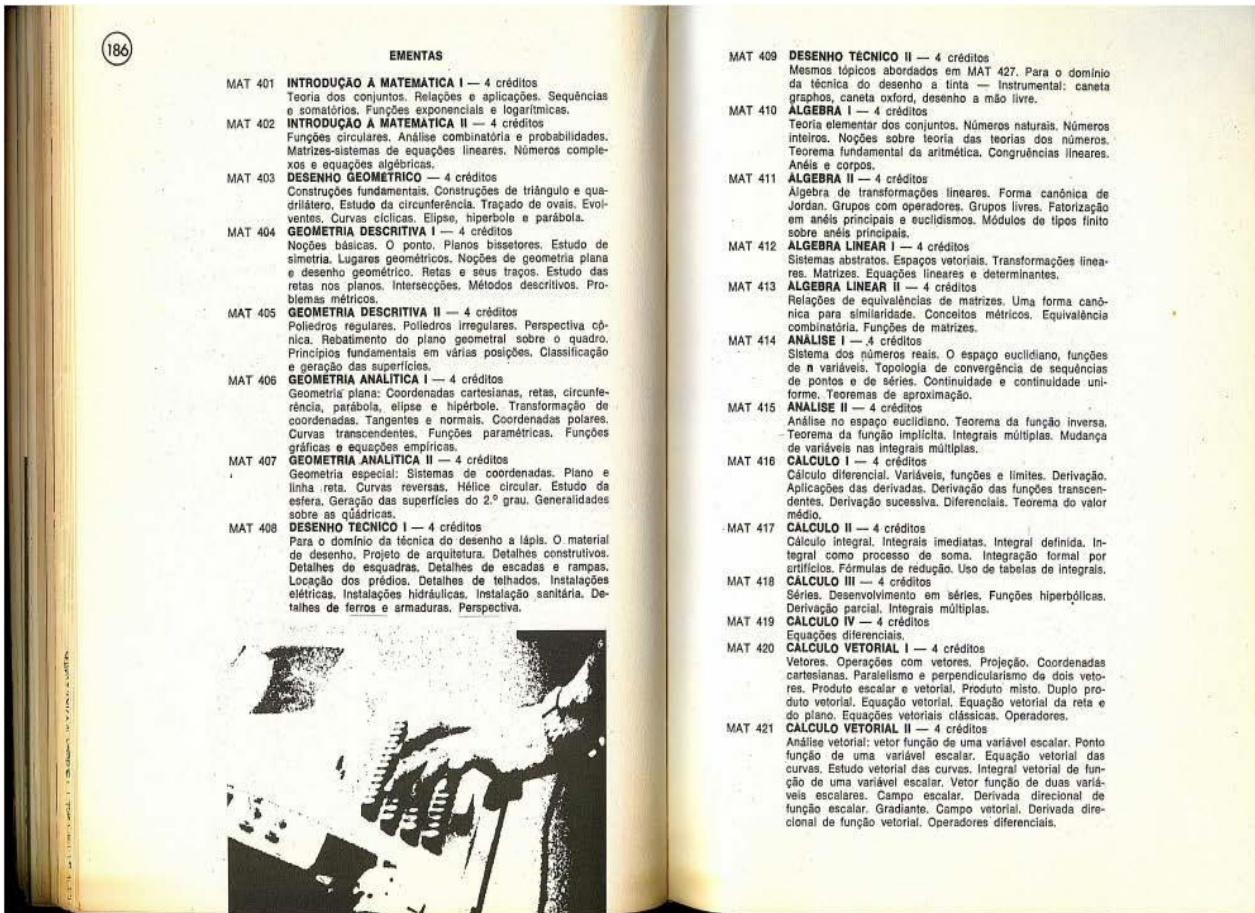 186
EMENTAS
MAT 401 INTRODUÇÃO À MATEMÁTICA I — 4 créditos
Teoria dos conjuntos. Relações e aplicações. Sequências
e somatórios. Funções exponenciais e logarítmicas.
MAT 402 INTRODUÇÃO À MATEMÁTICA II — 4 créditos
Funções circulares. Análise combinatória e probabilidades.
Matrizes-sistemas de equações lineares. Números comple-
xos e equações algébricas.
MAT 403 DESENHO GEOMÉTRICO — 4 créditos
Construções fundamentais. Construções de triângulo e qua-
drilátero. Estudo da circunferência. Traçado de ovais. Evol-
ventes. Curvas cíclicas. Elipse, hiperbole e parábola.
MAT 404 GEOMETRIA DESCRITIVA I — 4 créditos
Noções básicas. O ponto. Planos bissetores. Estudo de
simetria. Lugares geométricos. Noções de geometria plana
e desenho geométrico. Retas e seus traços. Estudo das
retas nos planos. Intersecções. Métodos descritivos. Pro-
blemas métricos.
MAT 405 GEOMETRIA DESCRITIVA II — 4 créditos
Poliedros regulares. Poliedros irregulares. Perspectiva cô-
nica. Rebatimento do plano geometral sobre o quadro.
Princípios fundamentais em várias posições. Classificação
e geração das superfícies.
MAT 406 GEOMETRIA ANALÍTICA I — 4 créditos
Geometria plana: Coordenadas cartesianas, retas, circunfe-
rência, parábola, elipse e hipérbole. Transformação de
coordenadas. Tangentes e normais. Coordenadas polares.
Curvas transcendentes. Funções paramétricas. Funções
gráficas e equações empíricas.
MAT 407 GEOMETRIA ANALÍTICA II — 4 créditos
Geometria especial: Sistemas de coordenadas. Plano e
linha reta. Curvas reversas. Hélice circular. Estudo da
esfera. Geração das superfícies do 2.º grau. Generalidades
sobre as quádricas.
MAT 408 DESENHO TÉCNICO I — 4 créditos
Para o domínio da técnica do desenho a lápis. O material
de desenho. Projeto de arquitetura. Detalhes construtivos.
Detalhes de esquadras. Detalhes de escadas e rampas.
Locação dos prédios. Detalhes de telhados. Instalações
elétricas. Instalações hidráulicas. Instalação sanitária. De-
talhes de ferros e armaduras. Perspectiva.
MAT 409 DESENHO TÉCNICO II — 4 créditos
Mesmos tópicos abordados em MAT 427. Para o domínio
da técnica do desenho a tinta — Instrumental: caneta
graphos, caneta oxford, desenho a mão livre.
MAT 410 ÁLGEBRA I — 4 créditos
Teoria elementar dos conjuntos. Números naturais. Números
inteiros. Noções sobre teoria das teorias dos números.
Teorema fundamental da aritmética. Congruências lineares.
Anéis e corpos.
MAT 411 ÁLGEBRA II — 4 créditos
Álgebra de transformações lineares. Forma canônica de
Jordan. Grupos com operadores. Grupos livres. Fatorização
em anéis principais e euclidismos. Módulos de tipos finito
sobre anéis principais.
MAT 412 ÁLGEBRA LINEAR I — 4 créditos
Sistemas abstratos. Espaços vetoriais. Transformações linea-
res. Matrizes. Equações lineares e determinantes.
MAT 413 ÁLGEBRA LINEAR II — 4 créditos
Relações de equivalências de matrizes. Uma forma canô-
nica para similaridade. Conceitos métricos. Equivalência
combinatória. Funções de matrizes.
MAT 414 ANÁLISE I — 4 créditos
Sistema dos números reais. O espaço euclidiano, funções
de n variáveis. Topologia de convergência de sequências
de pontos e de séries. Continuidade e continuidade uni-
forme. Teoremas de aproximação.
MAT 415 ANÁLISE II — 4 créditos
Análise no espaço euclidiano. Teorema da função inversa.
Teorema da função implícita. Integrais múltiplas. Mudança
de variáveis nas integrais múltiplas.
MAT 416 CÁLCULO I — 4 créditos
Cálculo diferencial. Variáveis, funções e limites. Derivação.
Aplicações das derivadas. Derivação das funções transcen-
dentes. Derivação sucessiva. Diferenciais. Teorema do valor
médio.
MAT 417 CÁLCULO II — 4 créditos
Cálculo integral. Integrais imediatas. Integral definida. In-
tegral como processo de soma. Integração formal por
artifícios. Fórmulas de redução. Uso de tabelas de integrais.
MAT 418 CÁLCULO III — 4 créditos
Séries. Desenvolvimento em séries. Funções hiperbólicas.
Derivação parcial. Integrais múltiplas.
MAT 419 CÁLCULO IV — 4 créditos
Equações diferenciais.
MAT 420 CÁLCULO VETORIAL I — 4 créditos
Vetores. Operações com vetores. Projeção. Coordenadas
cartesianas. Paralelismo e perpendicularismo de dois veto-
res. Produto escalar e vetorial. Produto misto. Duplo pro-
duto vetorial. Equação vetorial. Equação vetorial da reta e
do plano. Equações vetoriais clássicas. Operadores.
MAT 421 CÁLCULO VETORIAL II — 4 créditos
Análise vetorial: vetor função de uma variável escalar. Ponto
função de uma variável escalar. Equação vetorial das
curvas. Estudo vetorial das curvas. Integral vetorial de fun-
ção de uma variável escalar. Vetor função de duas variá-
veis escalares. Campo escalar. Derivada direcional de
função escalar. Gradiante. Campo vetorial. Derivada dire-
cional de função vetorial. Operadores diferenciais.